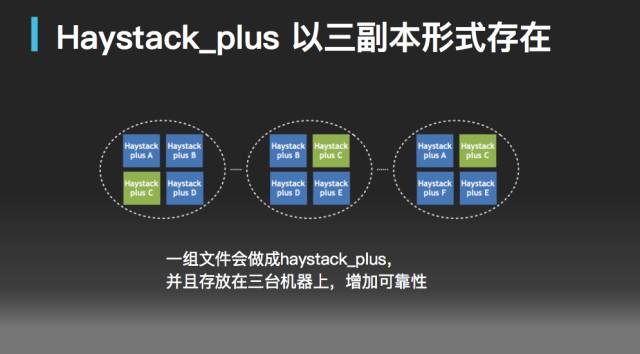 Haystack_plus 以三副本形式存在
Haystack plus A
Haystack plus B
Haystack plus C
Haystack plus D
Haystack plus B
Haystack plus C
Haystack plus D
Haystack plus E
Haystack plus A
Haystack plus C
Haystack plus F
Haystack plus E
一组文件会做成haystack_plus，
并且存放在三台机器上，增加可靠性